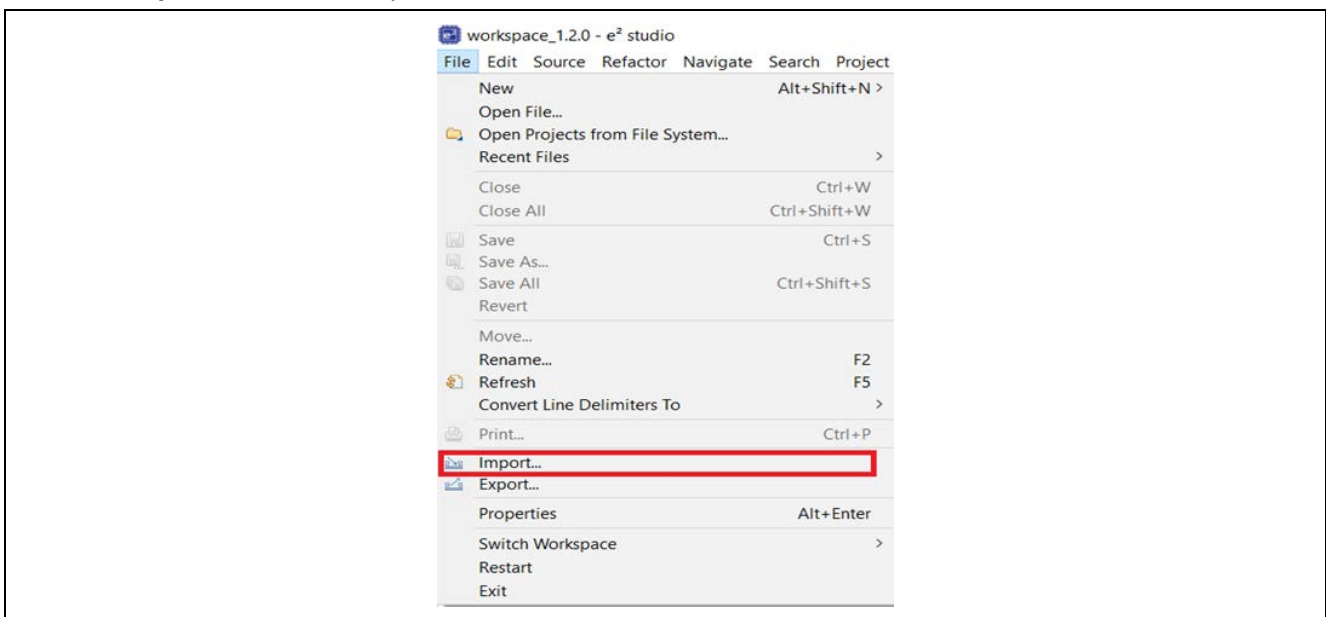 workspace_1.2.0 - e² studio
File Edit Source Refactor Navigate Search Project
New Alt+Shift+N >
Open File...
Open Projects from File System...
Recent Files >
Close Ctrl+W
Close All Ctrl+Shift+W
Save Ctrl+S
Save As...
Save All Ctrl+Shift+S
Revert
Move...
Rename... F2
Refresh F5
Convert Line Delimiters To >
Print... Ctrl+P
Import...
Export...
Properties Alt+Enter
Switch Workspace >
Restart
Exit